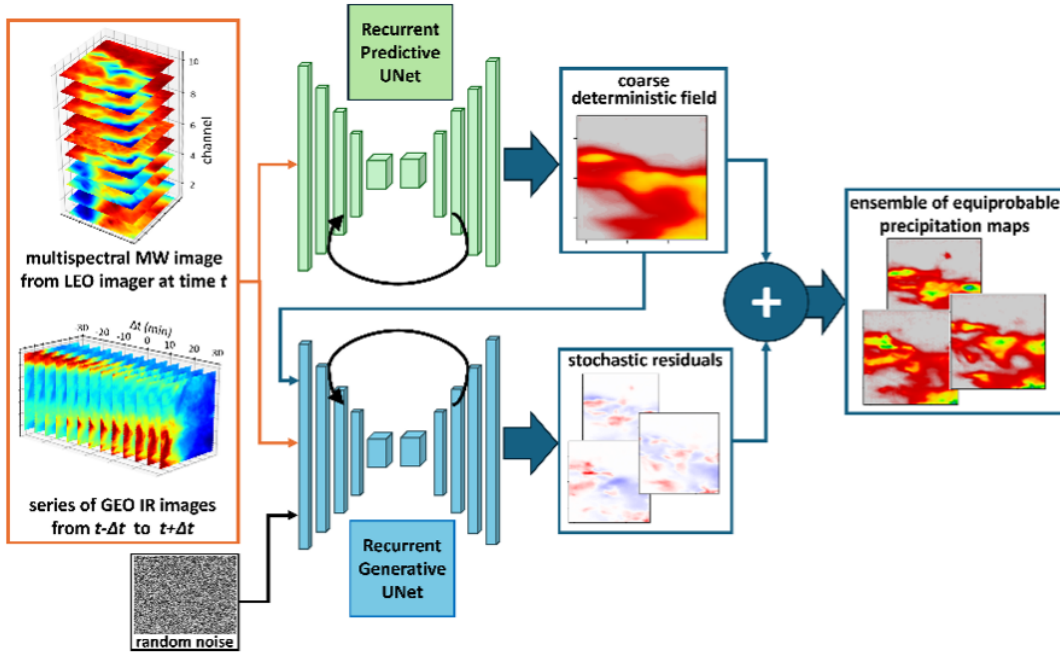 10
8
6
4
2
channel
multispectral MW image
from LEO imager at time t
Δt (min)
-20
-10
0
10
20
30
series of GEO IR images
from t-Δt to t+Δt
random noise
Recurrent
Predictive
UNet
Recurrent
Generative
UNet
coarse
deterministic field
stochastic residuals
+
ensemble of equiprobable
precipitation maps